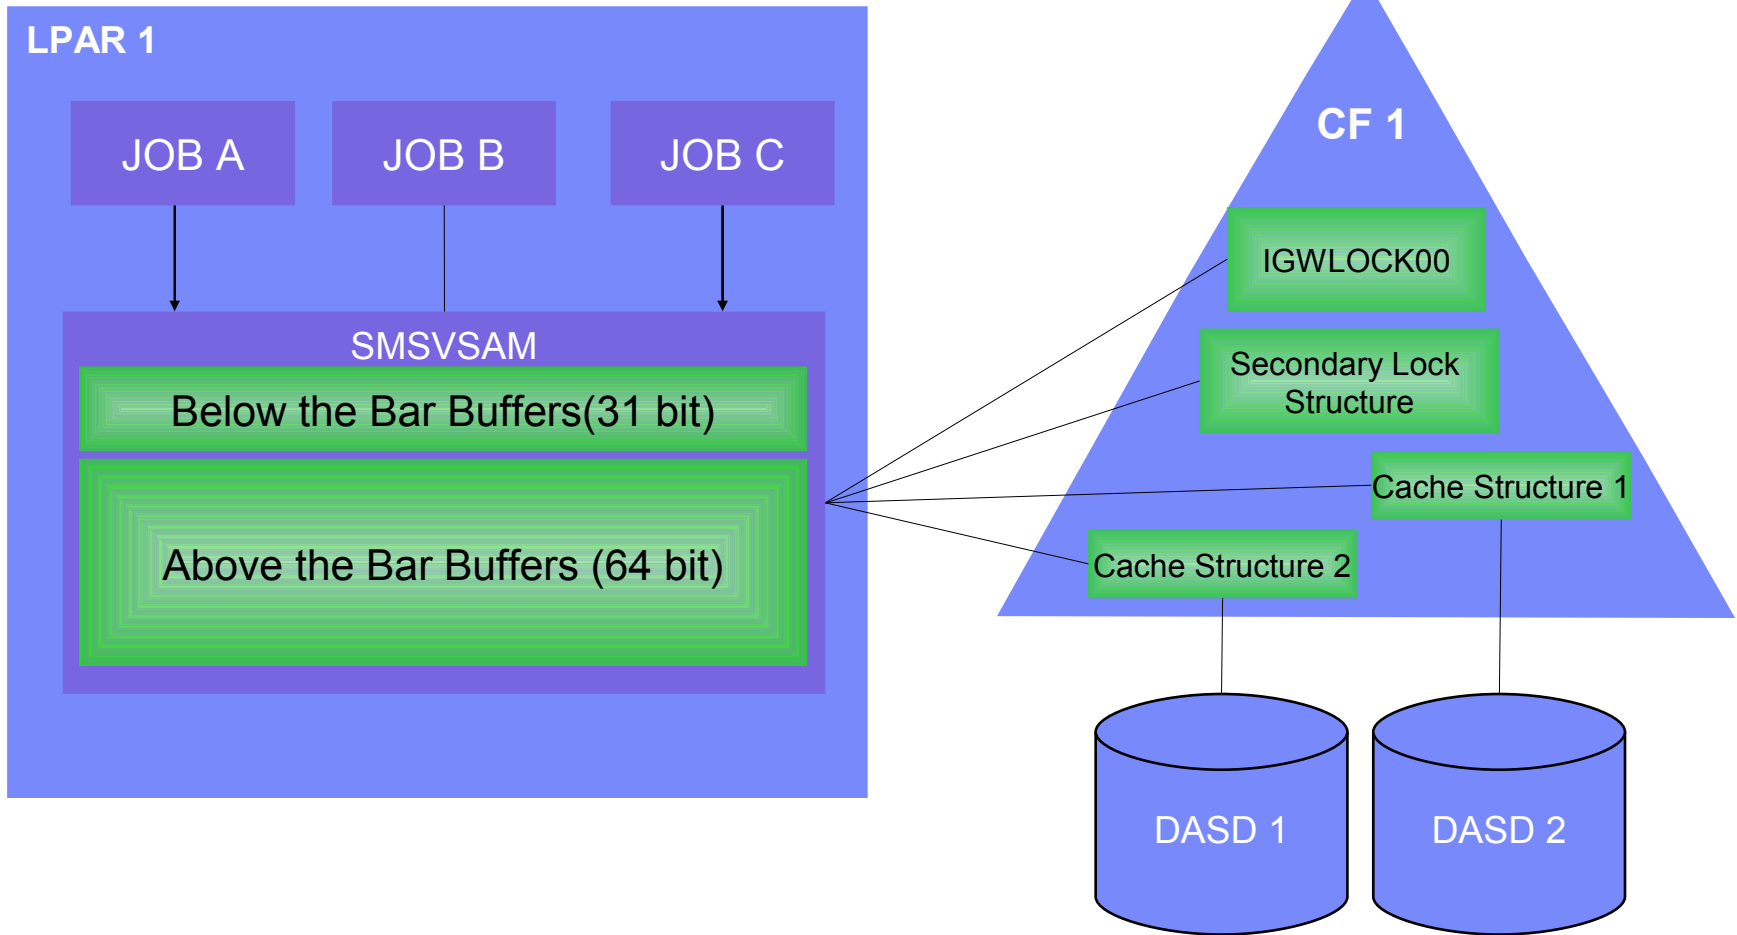 LPAR 1
JOB A
JOB B
JOB C
SMSVSAM
Below the Bar Buffers(31 bit)
Above the Bar Buffers (64 bit)
CF 1
IGWLOCK00
Secondary Lock
Structure
Cache Structure 1
Cache Structure 2
DASD 1
DASD 2